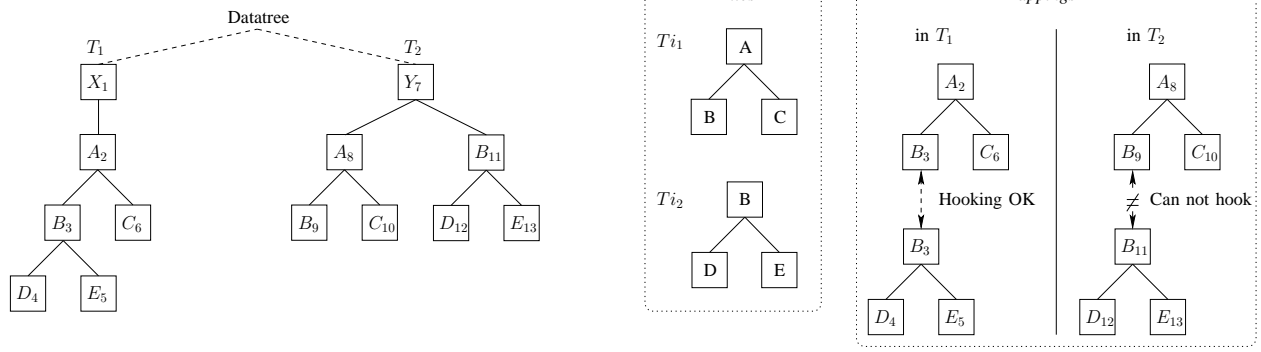 Datatree
T₁ T₂
X₁ Y₇
A₂ A₈ B₁₁
B₃ C₆ B₉ C₁₀ D₁₂ E₁₃
D₄ E₅
Ti₁ A
B C
Ti₂ B
D E
in T₁ in T₂
A₂ A₈
B₃ C₆ B₉ C₁₀
Hooking OK ≠ Can not hook
B₃ B₁₁
D₄ E₅ D₁₂ E₁₃